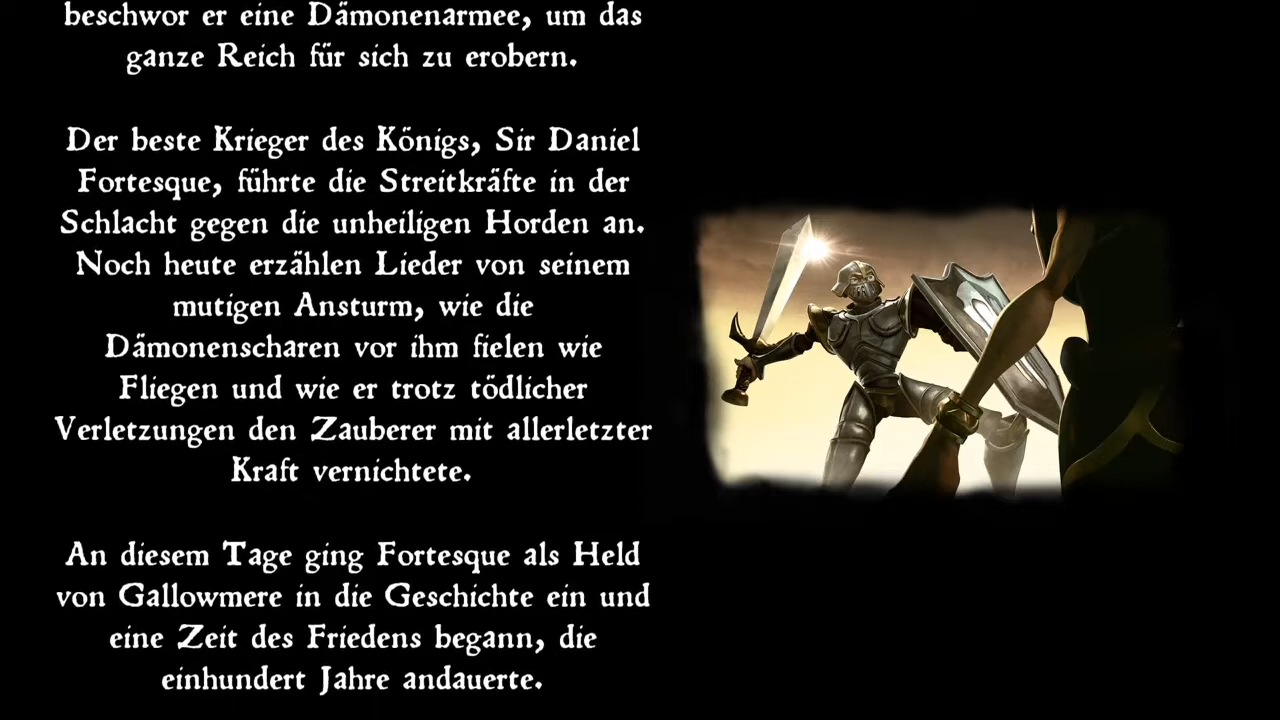 beschwor er eine Dämonenarmee, um das
ganze Reich für sich zu erobern.
Der beste Krieger des Königs, Sir Daniel
Fortesque, führte die Streitkräfte in der
Schlacht gegen die unheiligen Horden an.
Noch heute erzählen Lieder von seinem
mutigen Ansturm, wie die
Dämonenscharen vor ihm fielen wie
Fliegen und wie er trotz tödlicher
Verletzungen den Zauberer mit allerletzter
Kraft vernichtete.
An diesem Tage ging Fortesque als Held
von Gallowmere in die Geschichte ein und
eine Zeit des Friedens begann, die
einhundert Jahre andauerte.